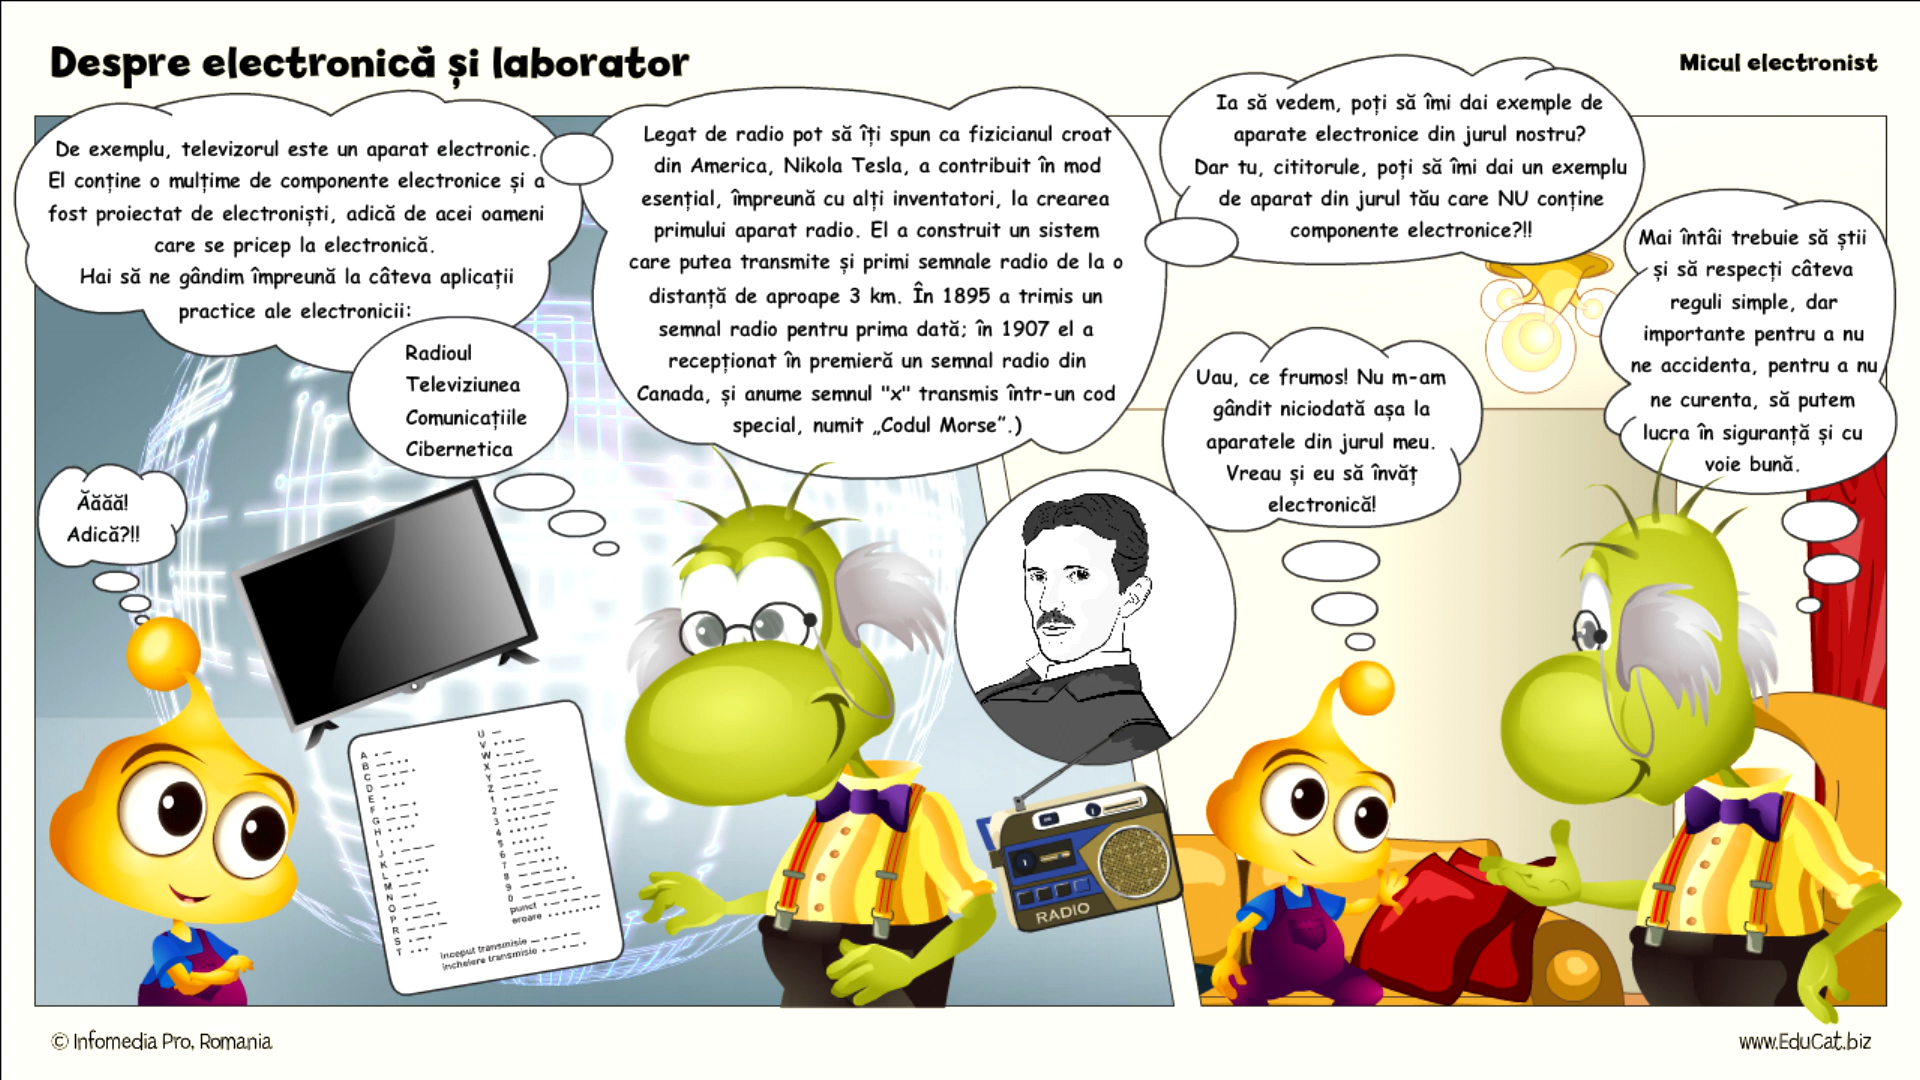 Despre electronică și laborator
Micul electronist
Ăăăă!
Adică?!!
De exemplu, televizorul este un aparat electronic.
El conține o mulțime de componente electronice și a
fost proiectat de electroniști, adică de acei oameni
care se pricep la electronică.
Hai să ne gândim împreună la câteva aplicații
practice ale electronicii:
Radioul
Televiziunea
Comunicațiile
Cibernetica
Legat de radio pot să îți spun ca fizicianul croat
din America, Nikola Tesla, a contribuit în mod
esențial, împreună cu alți inventatori, la crearea
primului aparat radio. El a construit un sistem
care putea transmite și primi semnale radio de la o
distanță de aproape 3 km. În 1895 a trimis un
semnal radio pentru prima dată; în 1907 el a
recepționat în premieră un semnal radio din
Canada, și anume semnul "x" transmis într-un cod
special, numit „Codul Morse”.)
Ia să vedem, poți să îmi dai exemple de
aparate electronice din jurul nostru?
Dar tu, cititorule, poți să îmi dai un exemplu
de aparat din jurul tău care NU conține
componente electronice?!!
Uau, ce frumos! Nu m-am
gândit niciodată așa la
aparatele din jurul meu.
Vreau și eu să învăț
electronică!
Mai întâi trebuie să știi
și să respecți câteva
reguli simple, dar
importante pentru a nu
ne accidenta, pentru a nu
ne curenta, să putem
lucra în siguranță și cu
voie bună.
A
B
C
D
E
F
G
H
I
J
K
L
M
N
O
P
R
S
T
U
V
W
X
Y
Z
1
2
3
4
5
6
7
8
9
0
punct
eroare
început transmisie
încheiere transmisie
RADIO
© Infomedia Pro, Romania
www.EduCat.biz